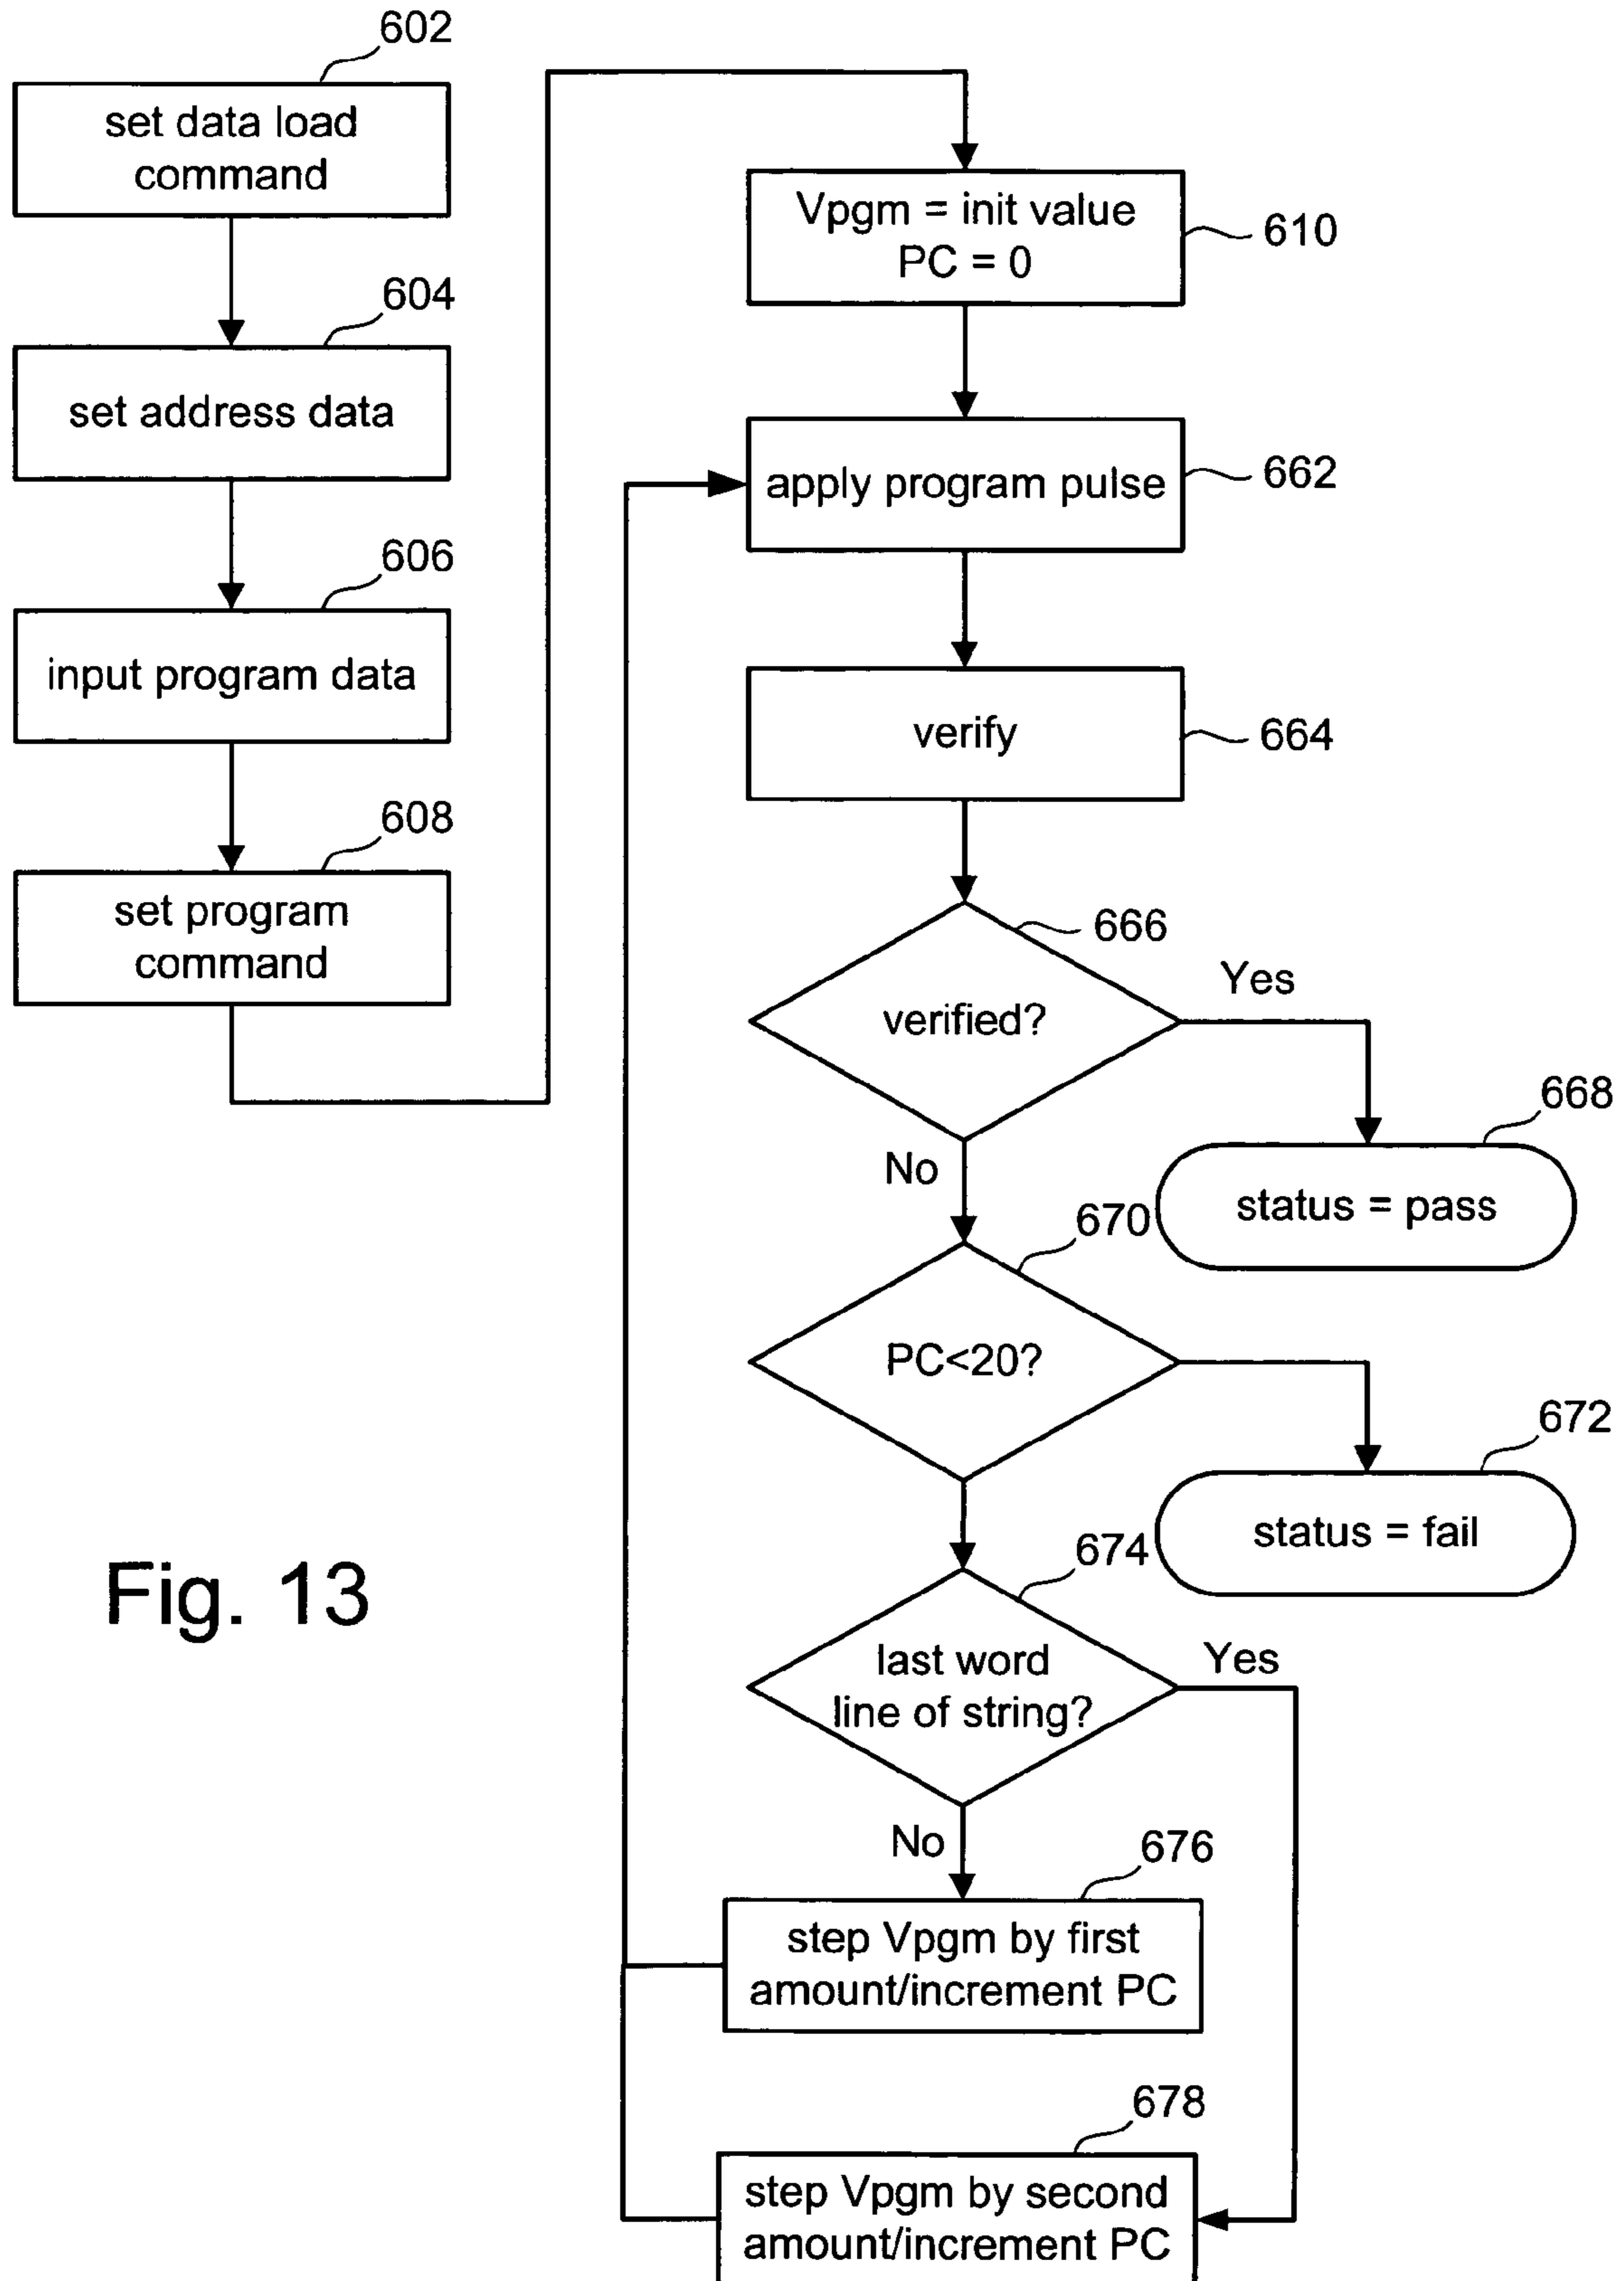 602
set data load
command
604
set address data
606
input program data
608
set program
command
Vpgm = init value
PC = 0
610
apply program pulse
662
verify
664
666
verified?
Yes
668
status = pass
No
670
PC<20?
672
status = fail
674
last word
line of string?
Yes
No
676
step Vpgm by first
amount/increment PC
678
step Vpgm by second
amount/increment PC
Fig. 13